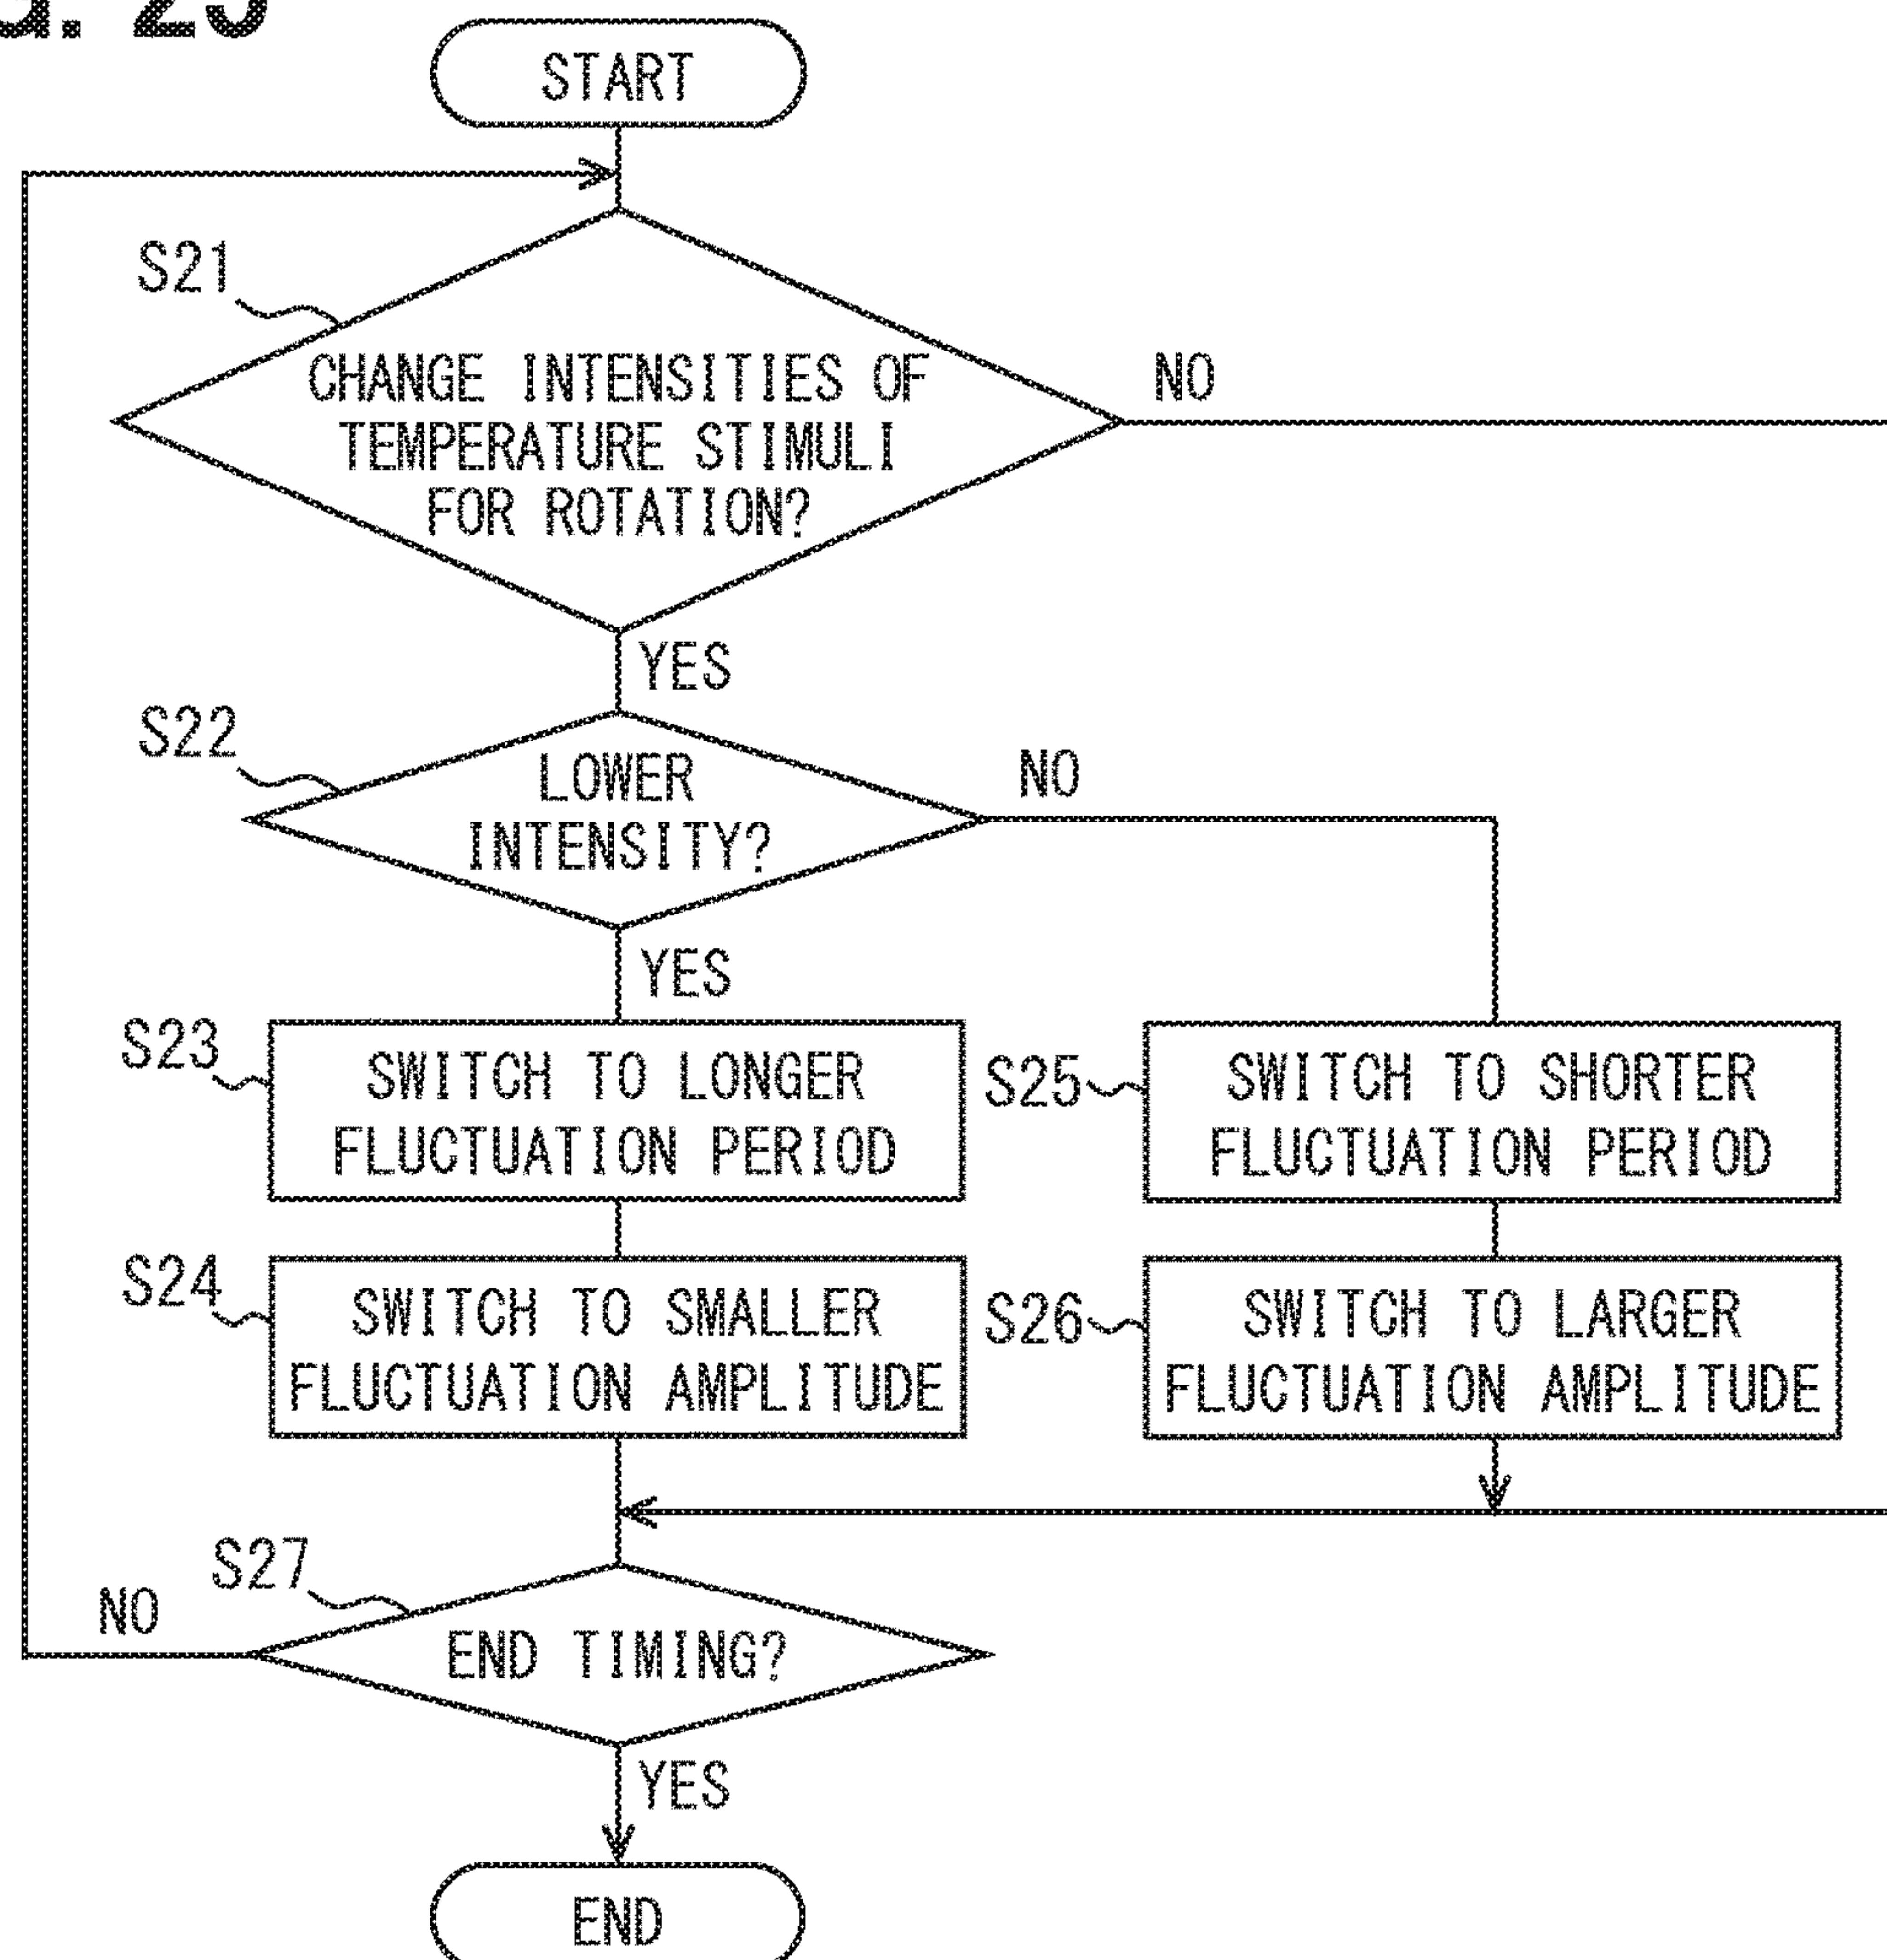 START
S21
CHANGE INTENSITIES OF
TEMPERATURE STIMULI
FOR ROTATION?
NO
YES
S22
LOWER
INTENSITY?
NO
YES
S23
SWITCH TO LONGER
FLUCTUATION PERIOD
S25
SWITCH TO SHORTER
FLUCTUATION PERIOD
S24
SWITCH TO SMALLER
FLUCTUATION AMPLITUDE
S26
SWITCH TO LARGER
FLUCTUATION AMPLITUDE
S27
NO
END TIMING?
YES
END